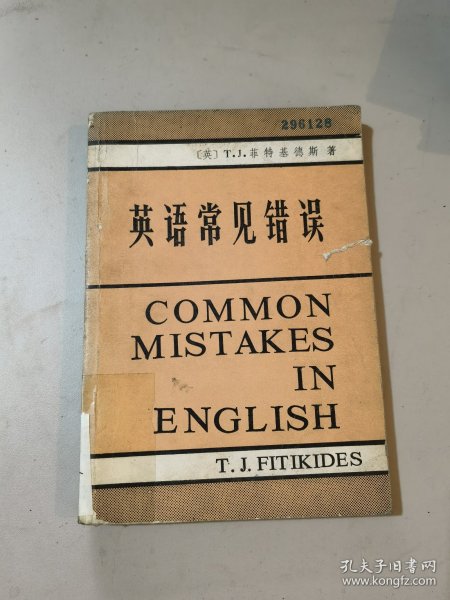 296128
〔英〕T.J.菲特基德斯 著
英语常见错误
COMMON
MISTAKES
IN
ENGLISH
T. J. FITIKIDES
孔夫子旧书网
www.kongfz.com